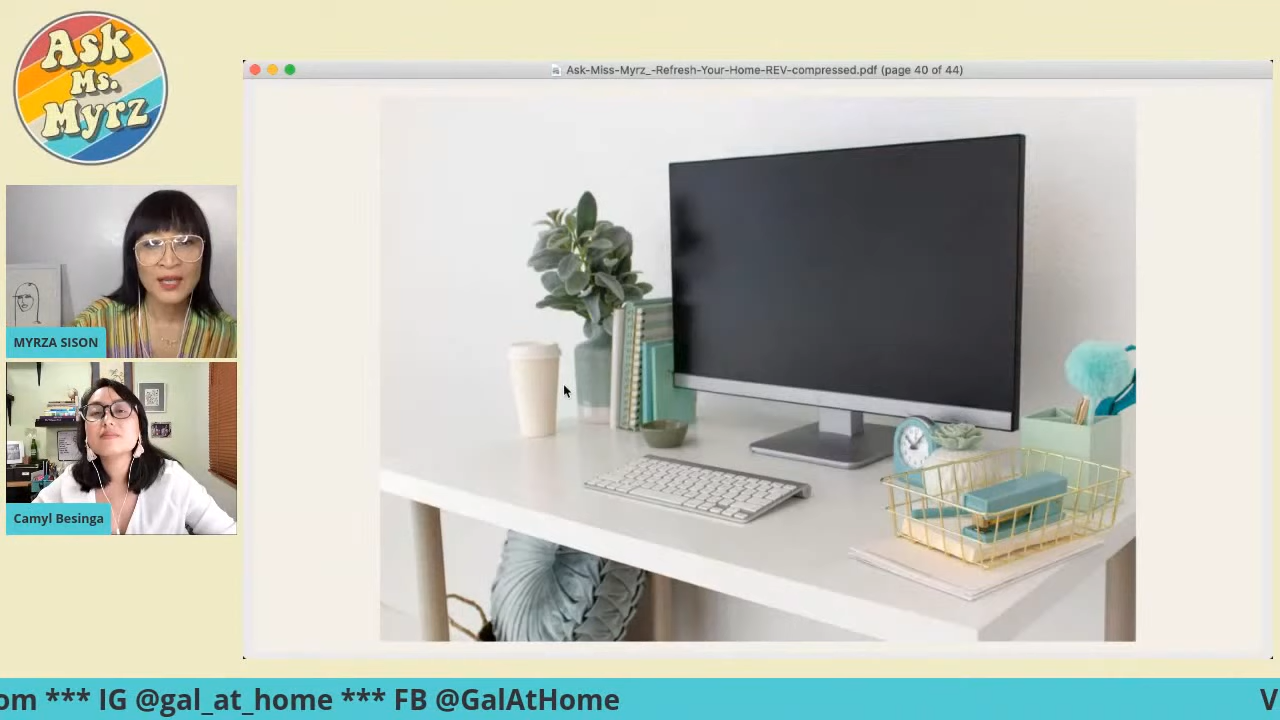 Ask
Ms.
Myrz
Ask-Miss-Myrz_-Refresh-Your-Home-REV-compressed.pdf (page 40 of 44)
MYRZA SISON
Camyl Besinga
om *** IG @gal_at_home *** FB @GalAtHome
V